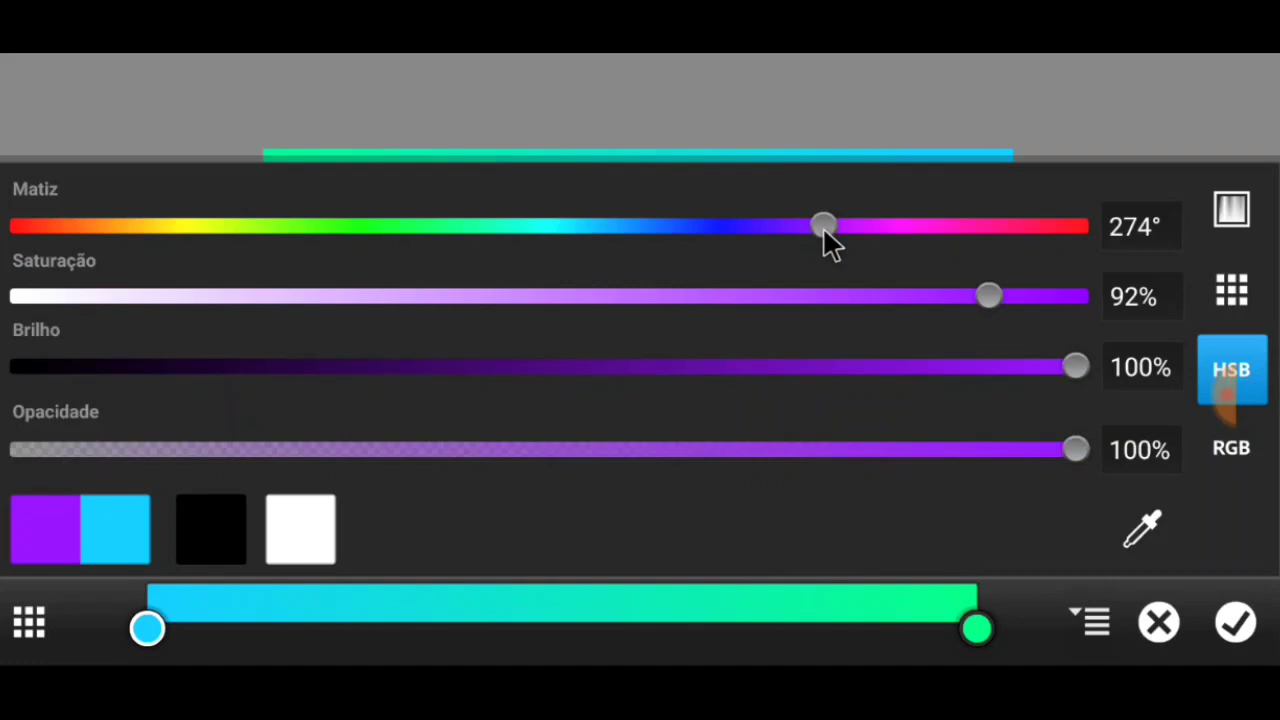 Matiz
274°
Saturação
92%
Brilho
100%
HSB
Opacidade
100%
RGB